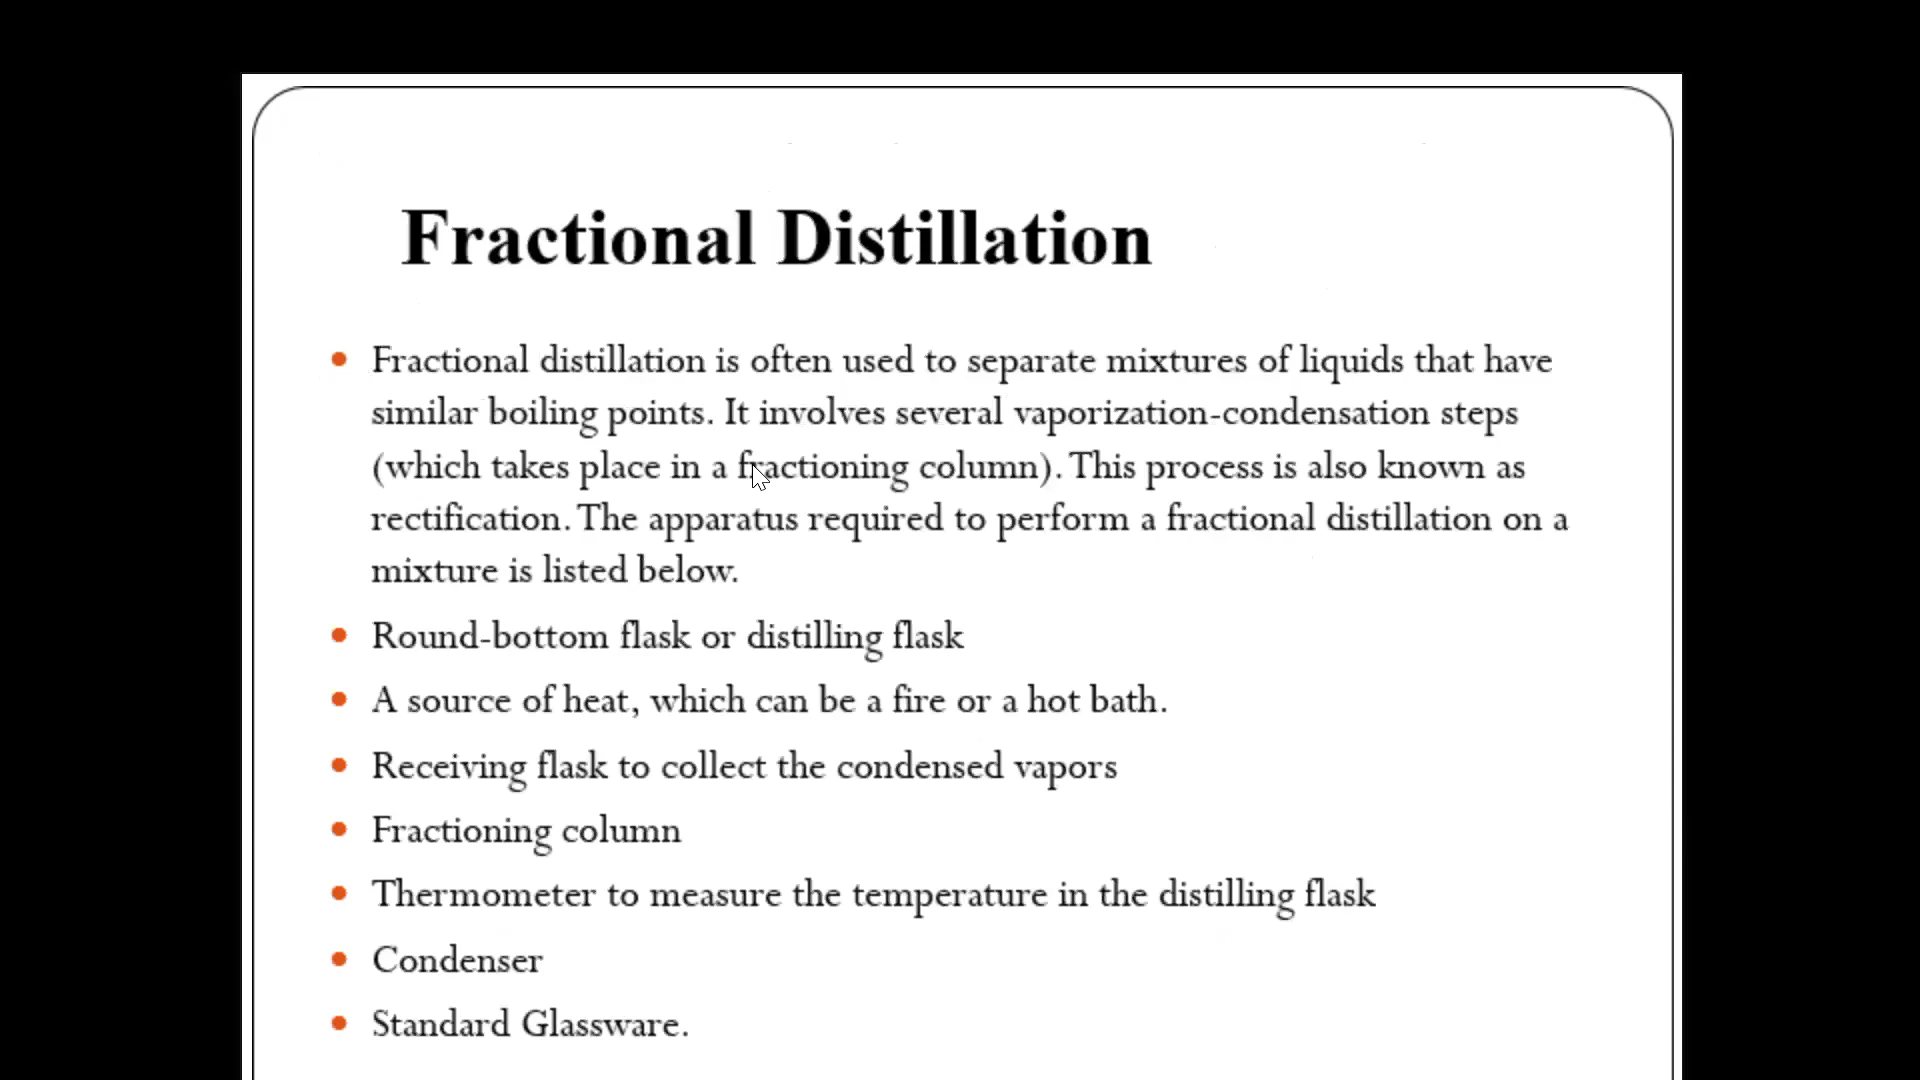 Fractional Distillation
Fractional distillation is often used to separate mixtures of liquids that have
similar boiling points. It involves several vaporization-condensation steps
(which takes place in a fractioning column). This process is also known as
rectification. The apparatus required to perform a fractional distillation on a
mixture is listed below.
Round-bottom flask or distilling flask
A source of heat, which can be a fire or a hot bath.
Receiving flask to collect the condensed vapors
Fractioning column
Thermometer to measure the temperature in the distilling flask
Condenser
Standard Glassware.